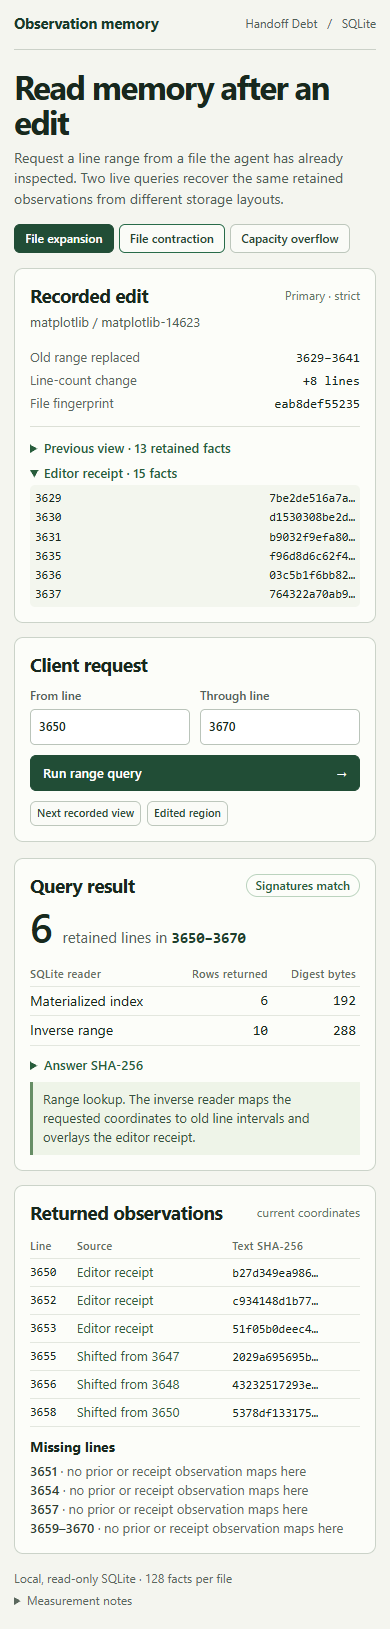 Observation memory
Handoff Debt / SQLite
Read memory after an
edit
Request a line range from a file the agent has already
inspected. Two live queries recover the same retained
observations from different storage layouts.
File expansion
File contraction
Capacity overflow
Recorded edit
Primary · strict
matplotlib / matplotlib-14623
Old range replaced 3629–3641
Line-count change +8 lines
File fingerprint eab8def55235
▶ Previous view · 13 retained facts
▼ Editor receipt · 15 facts
3629 7be2de516a7a…
3630 d1530308be2d…
3631 b9032f9efa80…
3635 f96d8d6c62f4…
3636 03c5b1f6bb82…
3637 764322a70ab9…
Client request
From line Through line
3650 3670
Run range query →
Next recorded view Edited region
Query result
Signatures match
6 retained lines in 3650–3670
SQLite reader Rows returned Digest bytes
Materialized index 6 192
Inverse range 10 288
▶ Answer SHA-256
Range lookup. The inverse reader maps the
requested coordinates to old line intervals and
overlays the editor receipt.
Returned observations
current coordinates
Line Source Text SHA-256
3650 Editor receipt b27d349ea986…
3652 Editor receipt c934148d1b77…
3653 Editor receipt 51f05b0deec4…
3655 Shifted from 3647 2029a695695b…
3656 Shifted from 3648 43232517293e…
3658 Shifted from 3650 5378df133175…
Missing lines
3651 · no prior or receipt observation maps here
3654 · no prior or receipt observation maps here
3657 · no prior or receipt observation maps here
3659–3670 · no prior or receipt observation maps here
Local, read-only SQLite · 128 facts per file
▶ Measurement notes